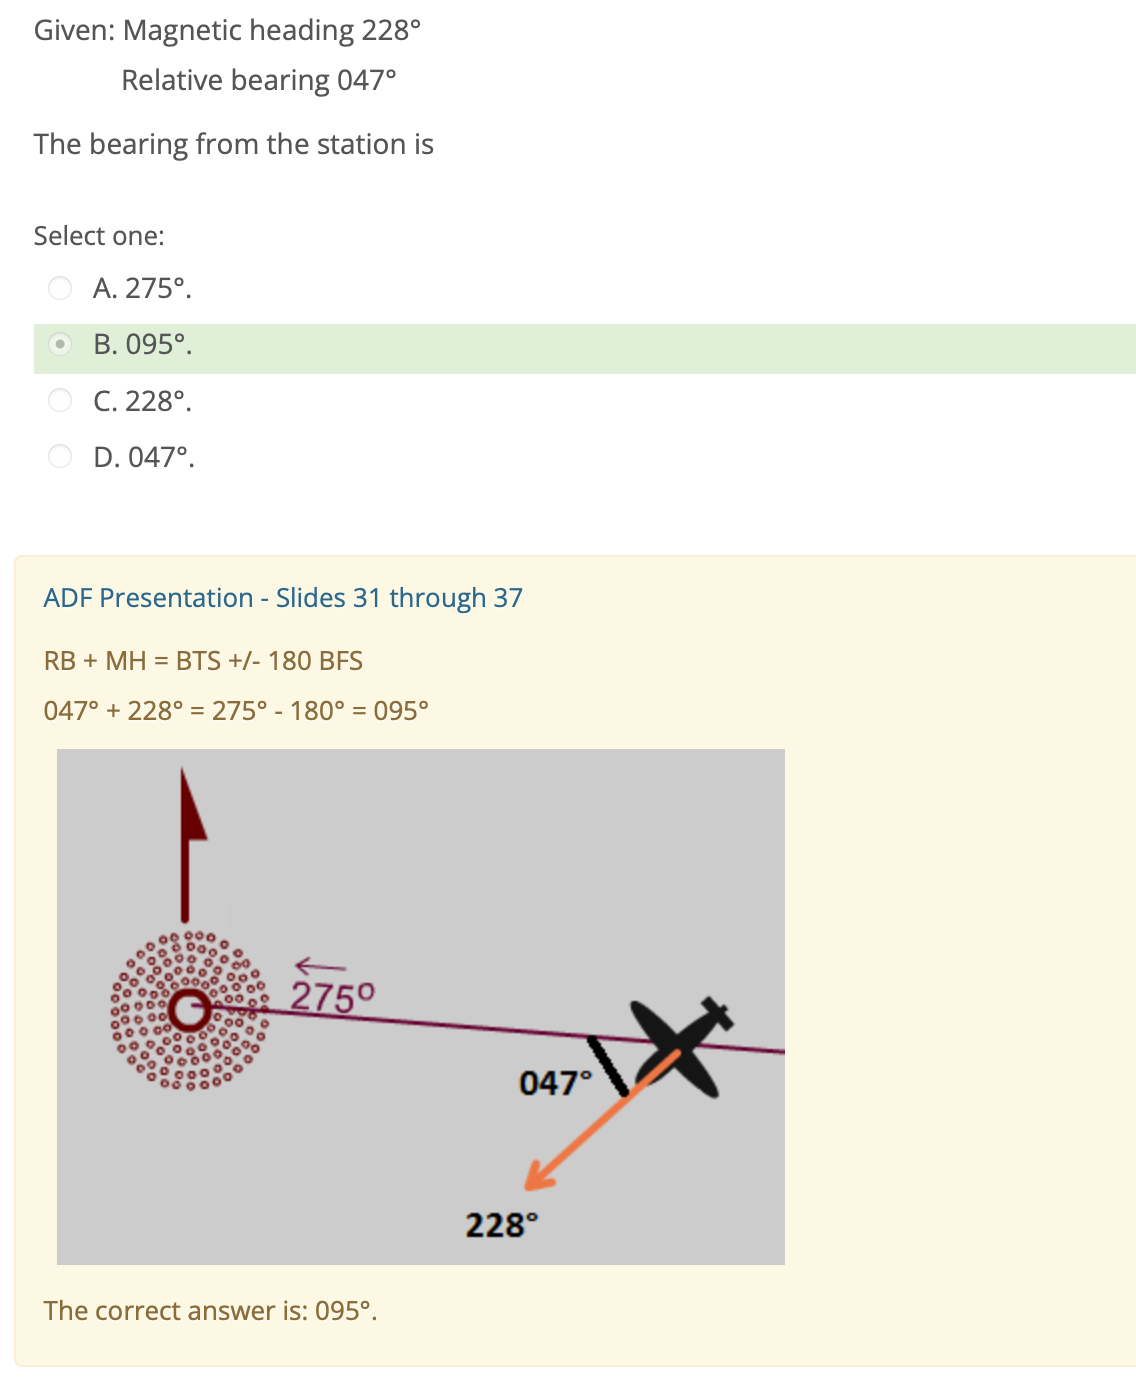 Given: Magnetic heading 228°
Relative bearing 047°
The bearing from the station is
Select one:
A. 275°.
B. 095°.
C. 228°.
D. 047°.
ADF Presentation - Slides 31 through 37
RB + MH = BTS +/- 180 BFS
047° + 228° = 275° - 180° = 095°
275º
047°
228°
The correct answer is: 095°.